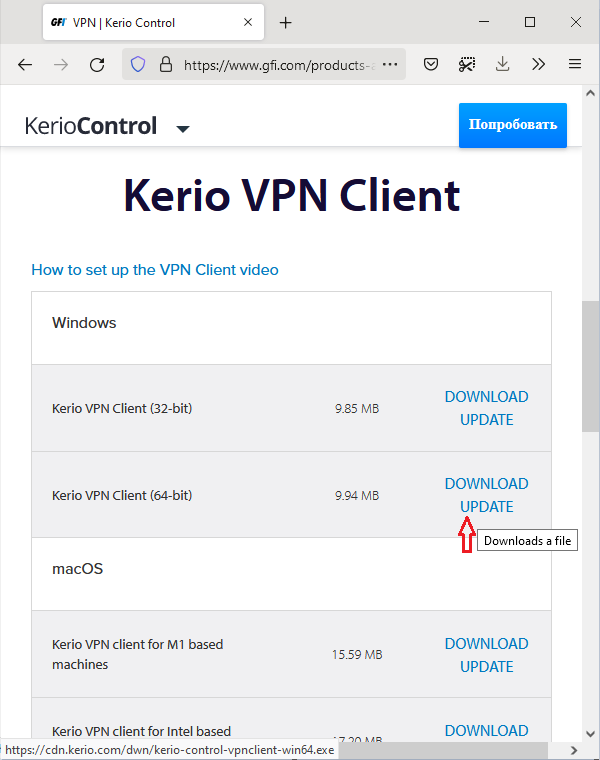 GFI VPN | Kerio Control
https://www.gfi.com/products-a
KerioControl
Попробовать
Kerio VPN Client
How to set up the VPN Client video
Windows
Kerio VPN Client (32-bit) 9.85 MB DOWNLOAD
UPDATE
Kerio VPN Client (64-bit) 9.94 MB DOWNLOAD
UPDATE
Downloads a file
macOS
Kerio VPN client for M1 based
machines
15.59 MB
DOWNLOAD
UPDATE
Kerio VPN client for Intel based
17.20 MB
DOWNLOAD
https://cdn.kerio.com/dwn/kerio-control-vpnclient-win64.exe